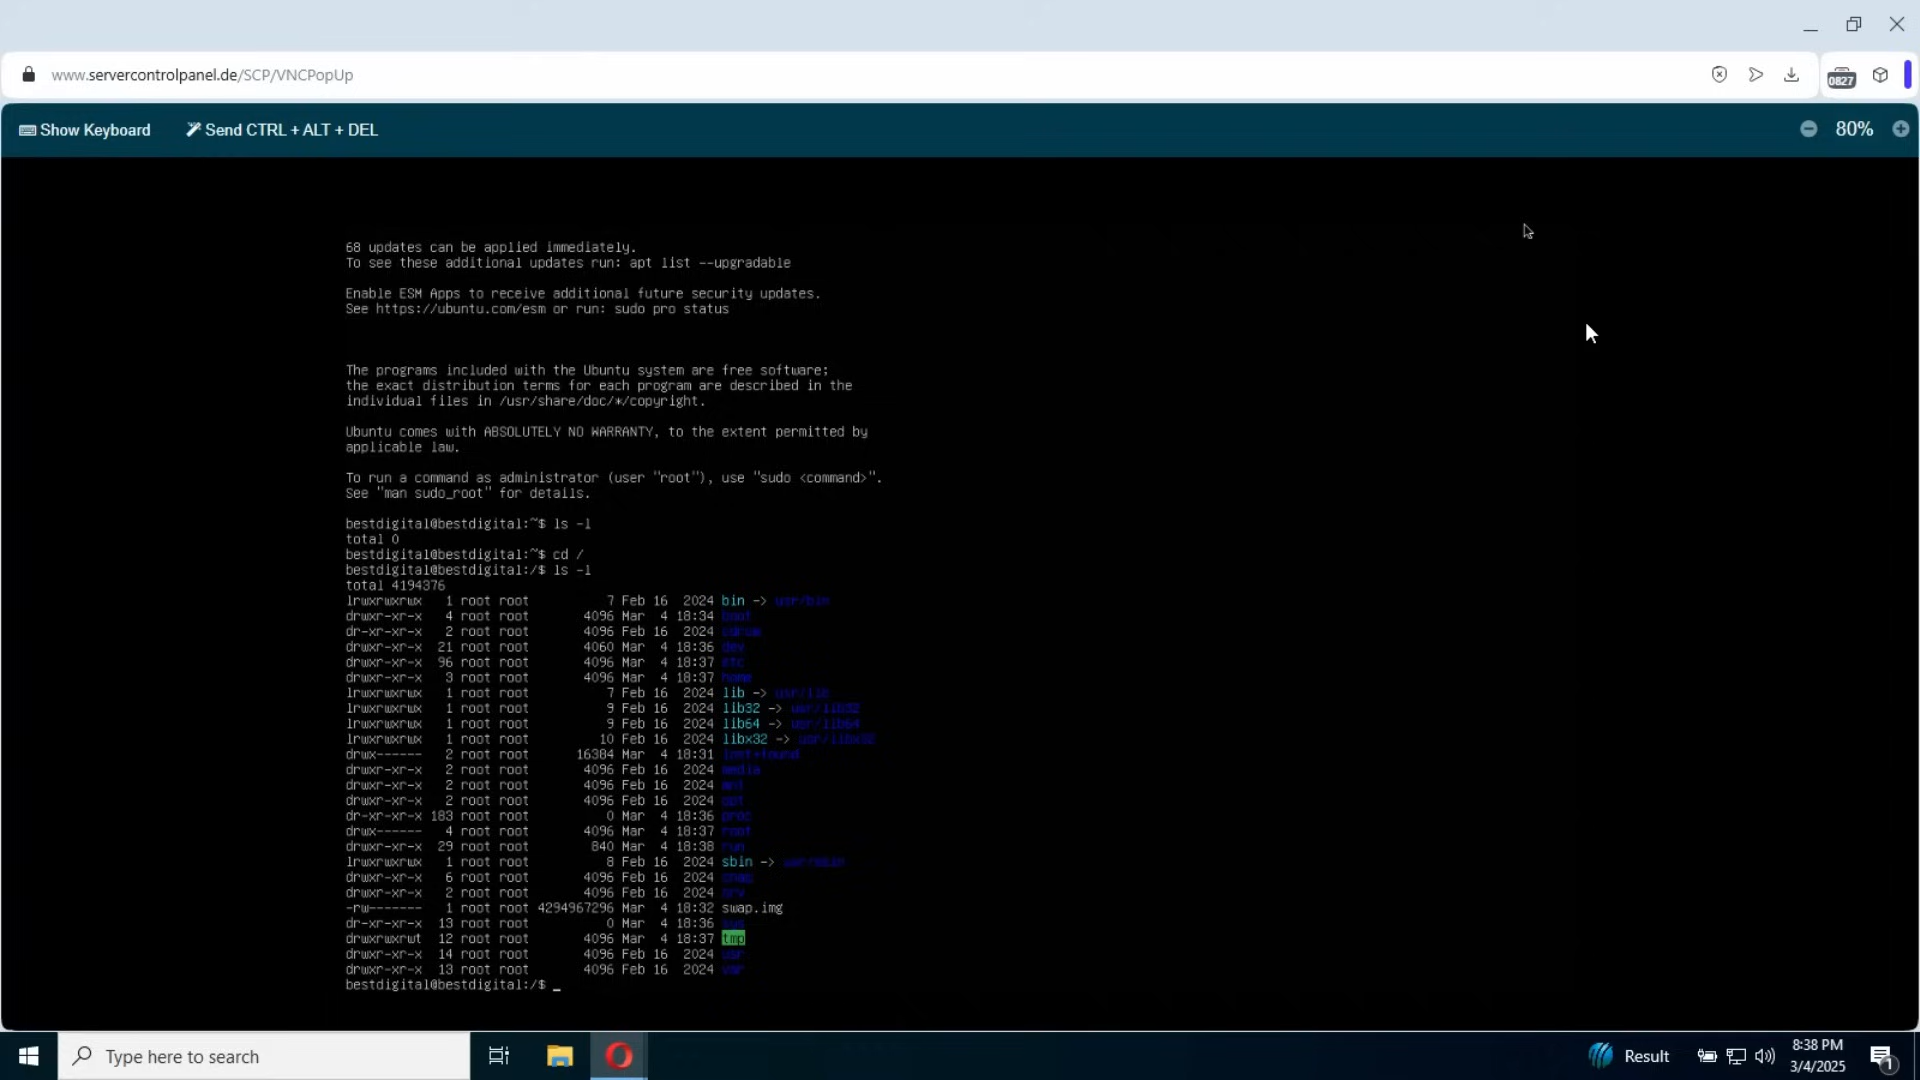 www.servercontrolpanel.de/SCP/VNCPopUp
0827
Show Keyboard
Send CTRL + ALT + DEL
80%
68 updates can be applied immediately.
To see these additional updates run: apt list --upgradable
Enable ESM Apps to receive additional future security updates.
See https://ubuntu.com/esm or run: sudo pro status
The programs included with the Ubuntu system are free software;
the exact distribution terms for each program are described in the
individual files in /usr/share/doc/*/copyright.
Ubuntu comes with ABSOLUTELY NO WARRANTY, to the extent permitted by
applicable law.
To run a command as administrator (user "root"), use "sudo <command>".
See "man sudo_root" for details.
bestdigital@bestdigital:~$ ls -l
total 0
bestdigital@bestdigital:~$ cd /
bestdigital@bestdigital:/$ ls -l
total 4194376
lrwxrwxrwx 1 root root 7 Feb 16 2024 bin -> usr/bin
drwxr-xr-x 4 root root 4096 Mar 4 18:34 boot
dr-xr-xr-x 2 root root 4096 Feb 16 2024 cdrom
drwxr-xr-x 21 root root 4060 Mar 4 18:36 dev
drwxr-xr-x 96 root root 4096 Mar 4 18:37 etc
drwxr-xr-x 3 root root 4096 Mar 4 18:37 home
lrwxrwxrwx 1 root root 7 Feb 16 2024 lib -> usr/lib
lrwxrwxrwx 1 root root 9 Feb 16 2024 lib32 -> usr/lib32
lrwxrwxrwx 1 root root 9 Feb 16 2024 lib64 -> usr/lib64
lrwxrwxrwx 1 root root 10 Feb 16 2024 libx32 -> usr/libx32
drwx------ 2 root root 16384 Mar 4 18:31 lost+found
drwxr-xr-x 2 root root 4096 Feb 16 2024 media
drwxr-xr-x 2 root root 4096 Feb 16 2024 mnt
drwxr-xr-x 2 root root 4096 Feb 16 2024 opt
dr-xr-xr-x 183 root root 0 Mar 4 18:36 proc
drwx------ 4 root root 4096 Mar 4 18:37 root
drwxr-xr-x 29 root root 840 Mar 4 18:38 run
lrwxrwxrwx 1 root root 8 Feb 16 2024 sbin -> usr/sbin
drwxr-xr-x 6 root root 4096 Feb 16 2024 snap
drwxr-xr-x 2 root root 4096 Feb 16 2024 srv
-rw------- 1 root root 4294967296 Mar 4 18:32 swap.img
dr-xr-xr-x 13 root root 0 Mar 4 18:36 sys
drwxrwxrwt 12 root root 4096 Mar 4 18:37 tmp
drwxr-xr-x 14 root root 4096 Feb 16 2024 usr
drwxr-xr-x 13 root root 4096 Feb 16 2024 var
bestdigital@bestdigital:/$ _
Type here to search
Result
8:38 PM
3/4/2025
1